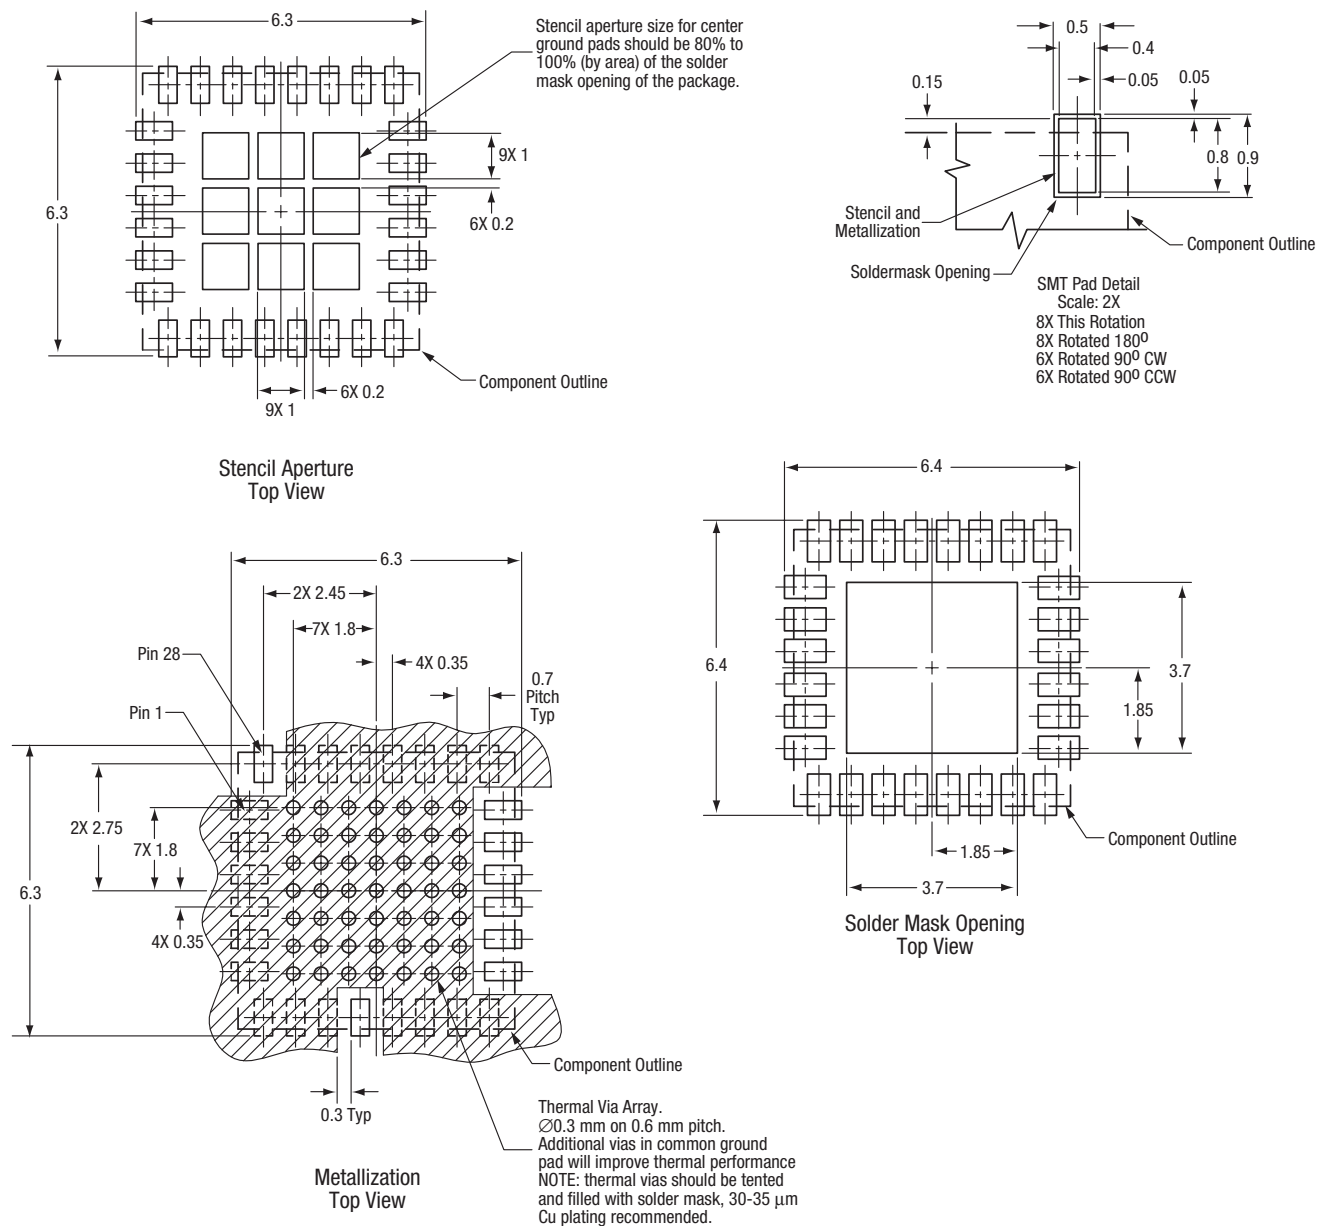 6.3
Stencil aperture size for center
ground pads should be 80% to
100% (by area) of the solder
mask opening of the package.
6.3
9X 1
6X 0.2
9X 1
6X 0.2
Component Outline
Stencil Aperture
Top View
0.5
0.4
0.05
0.15
0.05
0.8
0.9
Stencil and
Metallization
Soldermask Opening
Component Outline
SMT Pad Detail
Scale: 2X
8X This Rotation
8X Rotated 180º
6X Rotated 90º CW
6X Rotated 90º CCW
6.3
2X 2.45
7X 1.8
Pin 28
4X 0.35
0.7
Pitch
Typ
Pin 1
2X 2.75
7X 1.8
6.3
4X 0.35
0.3 Typ
Component Outline
Thermal Via Array.
∅0.3 mm on 0.6 mm pitch.
Additional vias in common ground
pad will improve thermal performance
NOTE: thermal vias should be tented
and filled with solder mask, 30-35 μm
Cu plating recommended.
Metallization
Top View
6.4
6.4
3.7
1.85
1.85
3.7
Component Outline
Solder Mask Opening
Top View